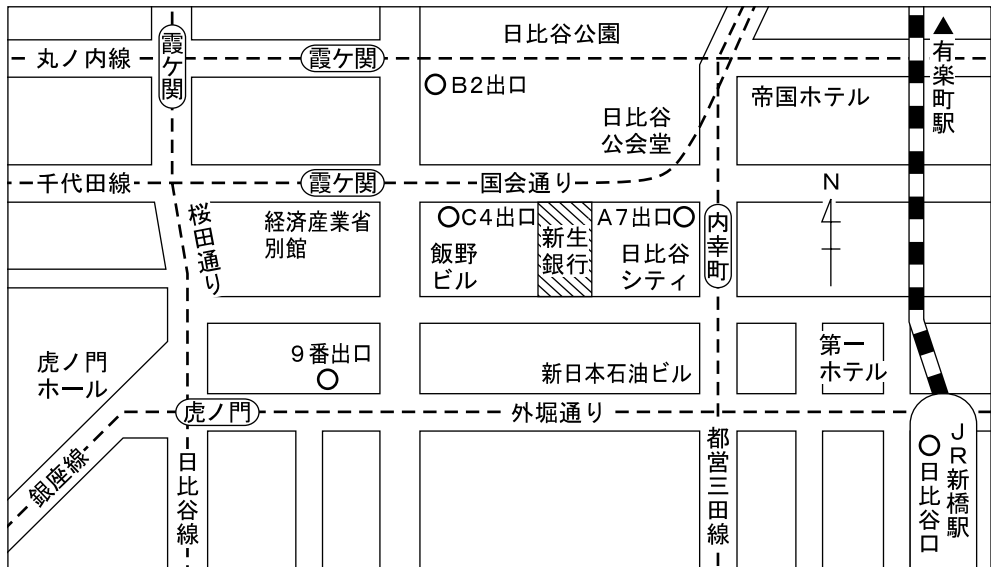 日比谷公園
▲有楽町駅
丸ノ内線
霞ケ関
霞ケ関
B2出口
帝国ホテル
日比谷
公会堂
千代田線
霞ケ関
国会通り
N
桜田通り
経済産業省
別館
C4出口
飯野
ビル
新生
銀行
A7出口
日比谷
シティ
内幸町
虎ノ門
ホール
9番出口
新日本石油ビル
第一
ホテル
虎ノ門
外堀通り
銀座線
日比谷線
都営三田線
JR新橋駅
日比谷口